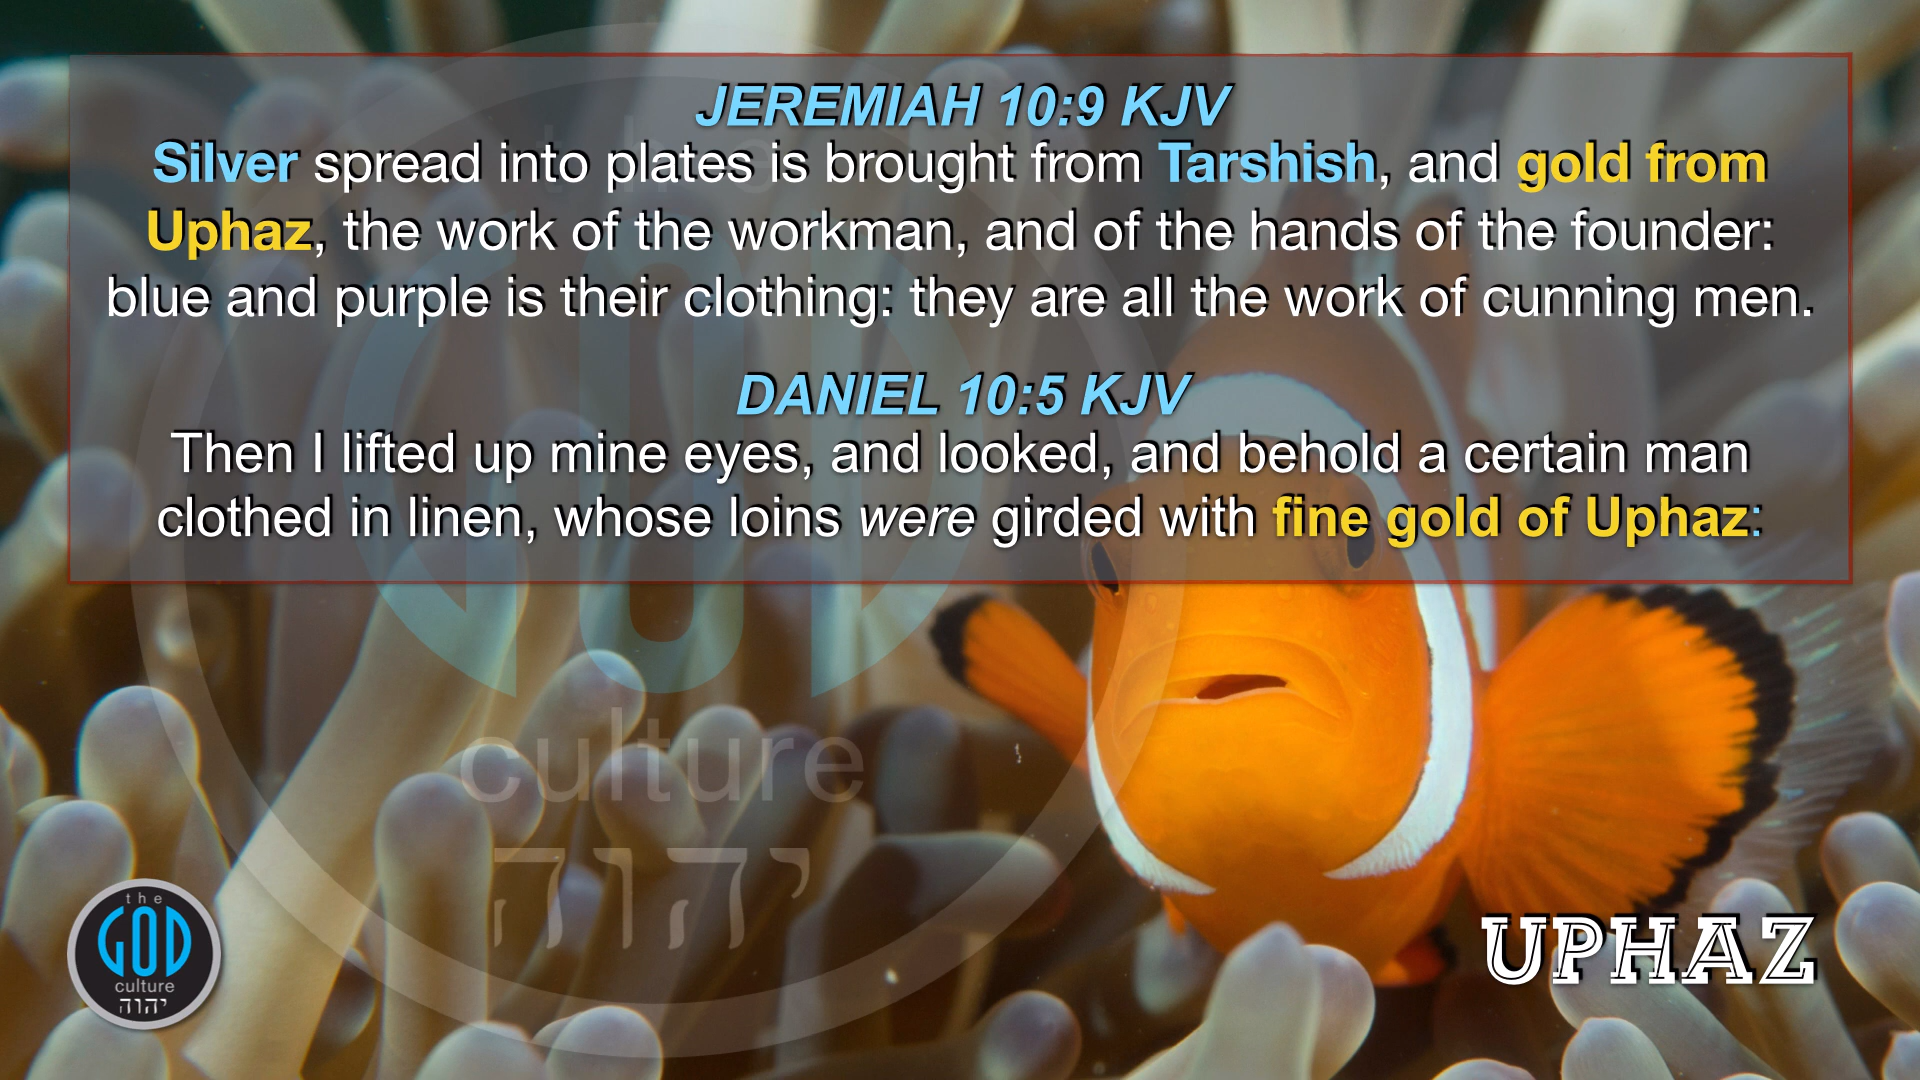 JEREMIAH 10:9 KJV
Silver spread into plates is brought from Tarshish, and gold from
Uphaz, the work of the workman, and of the hands of the founder:
blue and purple is their clothing: they are all the work of cunning men.
DANIEL 10:5 KJV
Then I lifted up mine eyes, and looked, and behold a certain man
clothed in linen, whose loins were girded with fine gold of Uphaz:
the
GOD
culture
יהוה
the
GOD
culture
יהוה
UPHAZ